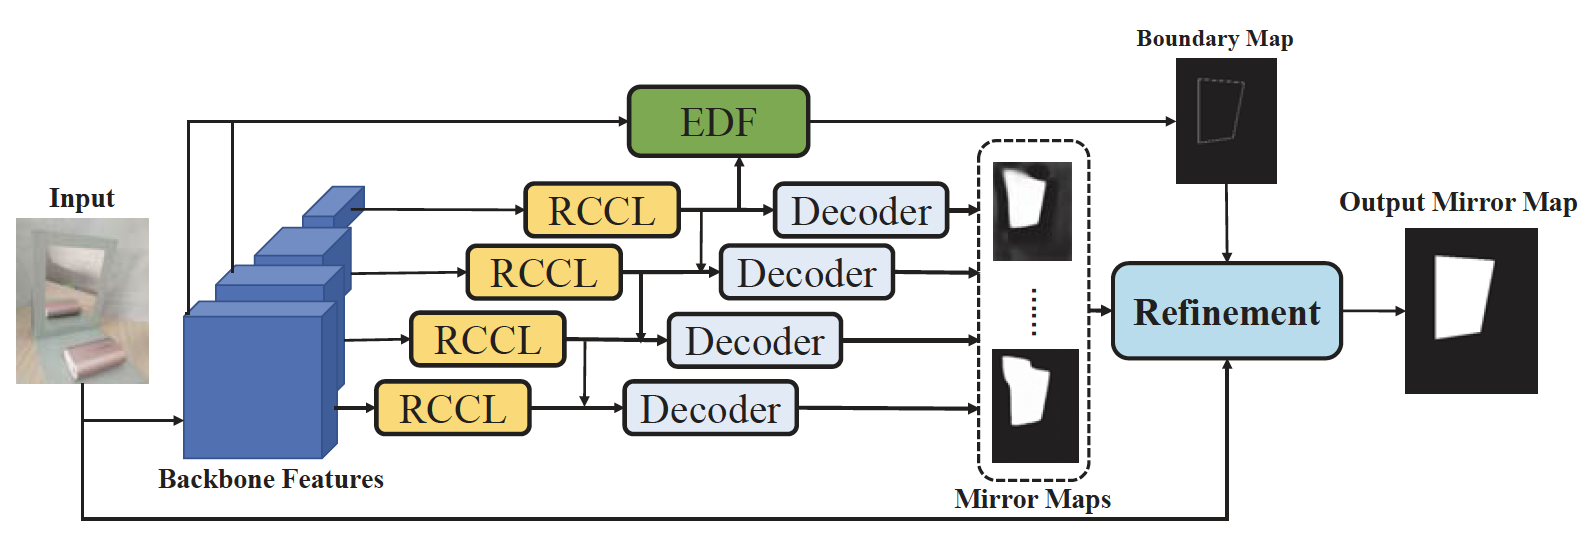 Boundary Map
EDF
Input
RCCL
Decoder
Output Mirror Map
RCCL
Decoder
Refinement
RCCL
Decoder
RCCL
Decoder
Backbone Features
Mirror Maps